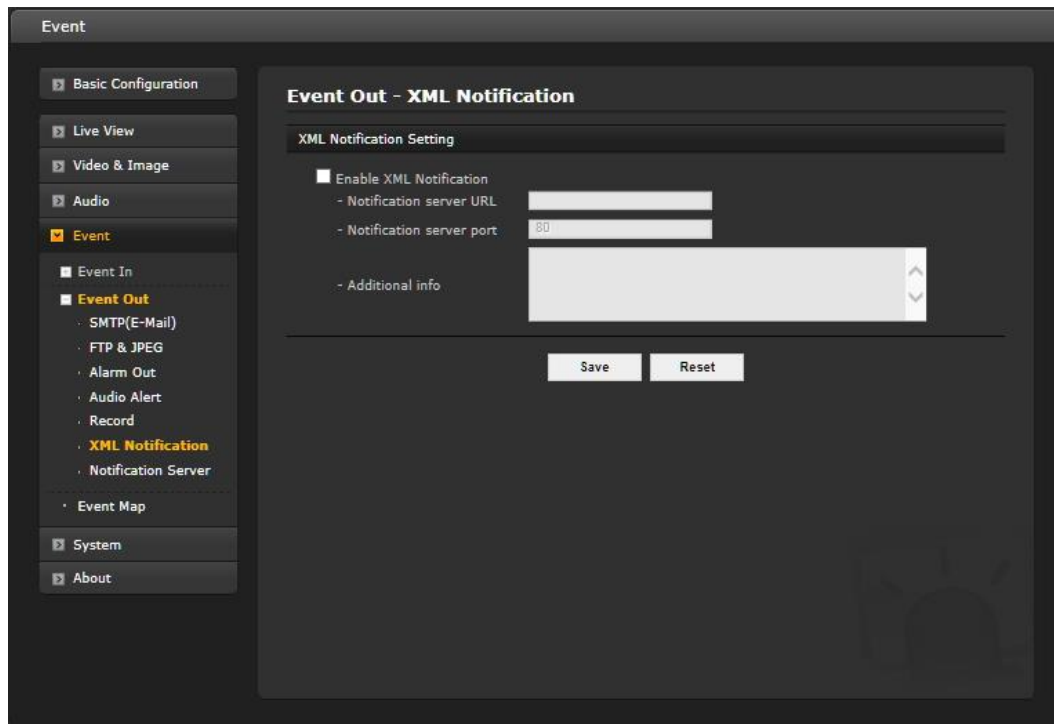 Event
Basic Configuration
Live View
Video & Image
Audio
Event
Event In
Event Out
SMTP(E-Mail)
FTP & JPEG
Alarm Out
Audio Alert
Record
XML Notification
Notification Server
Event Map
System
About
Event Out - XML Notification
XML Notification Setting
Enable XML Notification
- Notification server URL
- Notification server port 80
- Additional info
Save Reset